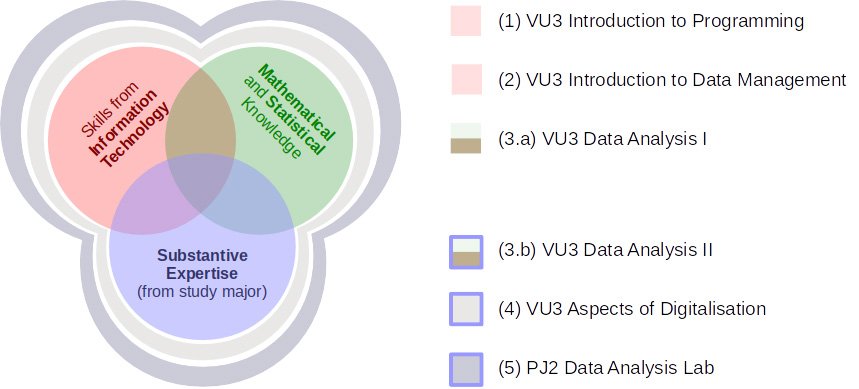 Skills from
Information
Technology
Mathematical
and Statistical
Knowledge
Substantive
Expertise
(from study major)
(1) VU3 Introduction to Programming
(2) VU3 Introduction to Data Management
(3.a) VU3 Data Analysis I
(3.b) VU3 Data Analysis II
(4) VU3 Aspects of Digitalisation
(5) PJ2 Data Analysis Lab